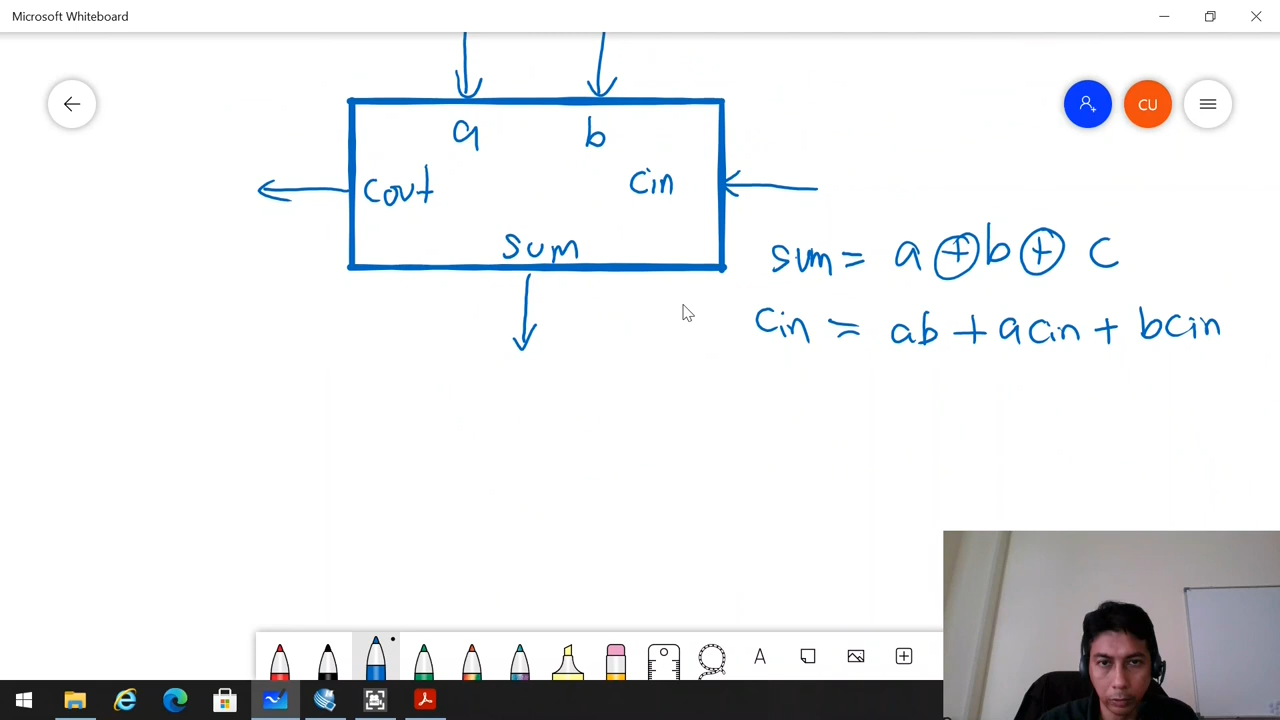 Microsoft Whiteboard
CU
a b
cout cin
sum
sum = a ⊕ b ⊕ c
cin = ab + acin + bcin
A